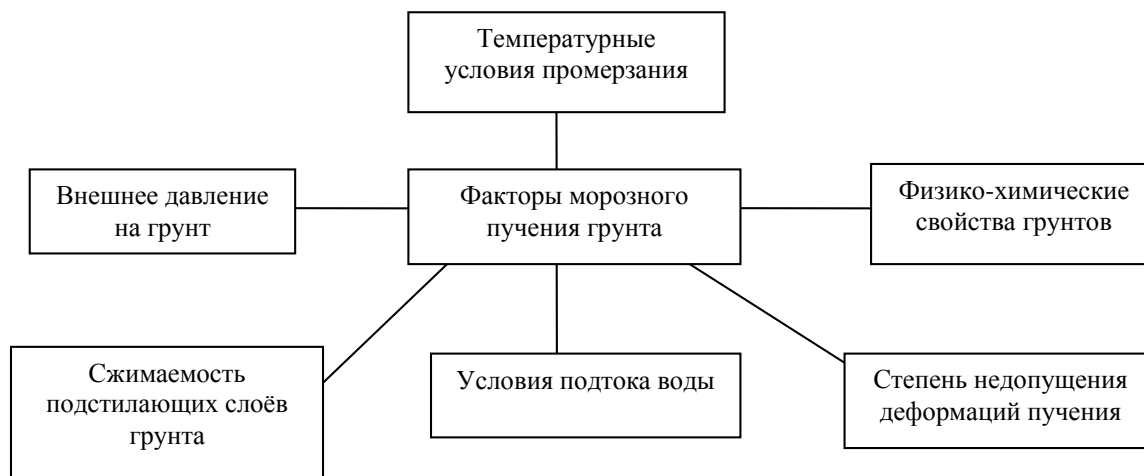 Температурные
условия промерзания
Внешнее давление
на грунт
Факторы морозного
пучения грунта
Физико-химические
свойства грунтов
Сжимаемость
подстилающих слоёв
грунта
Условия подтока воды
Степень недопущения
деформаций пучения